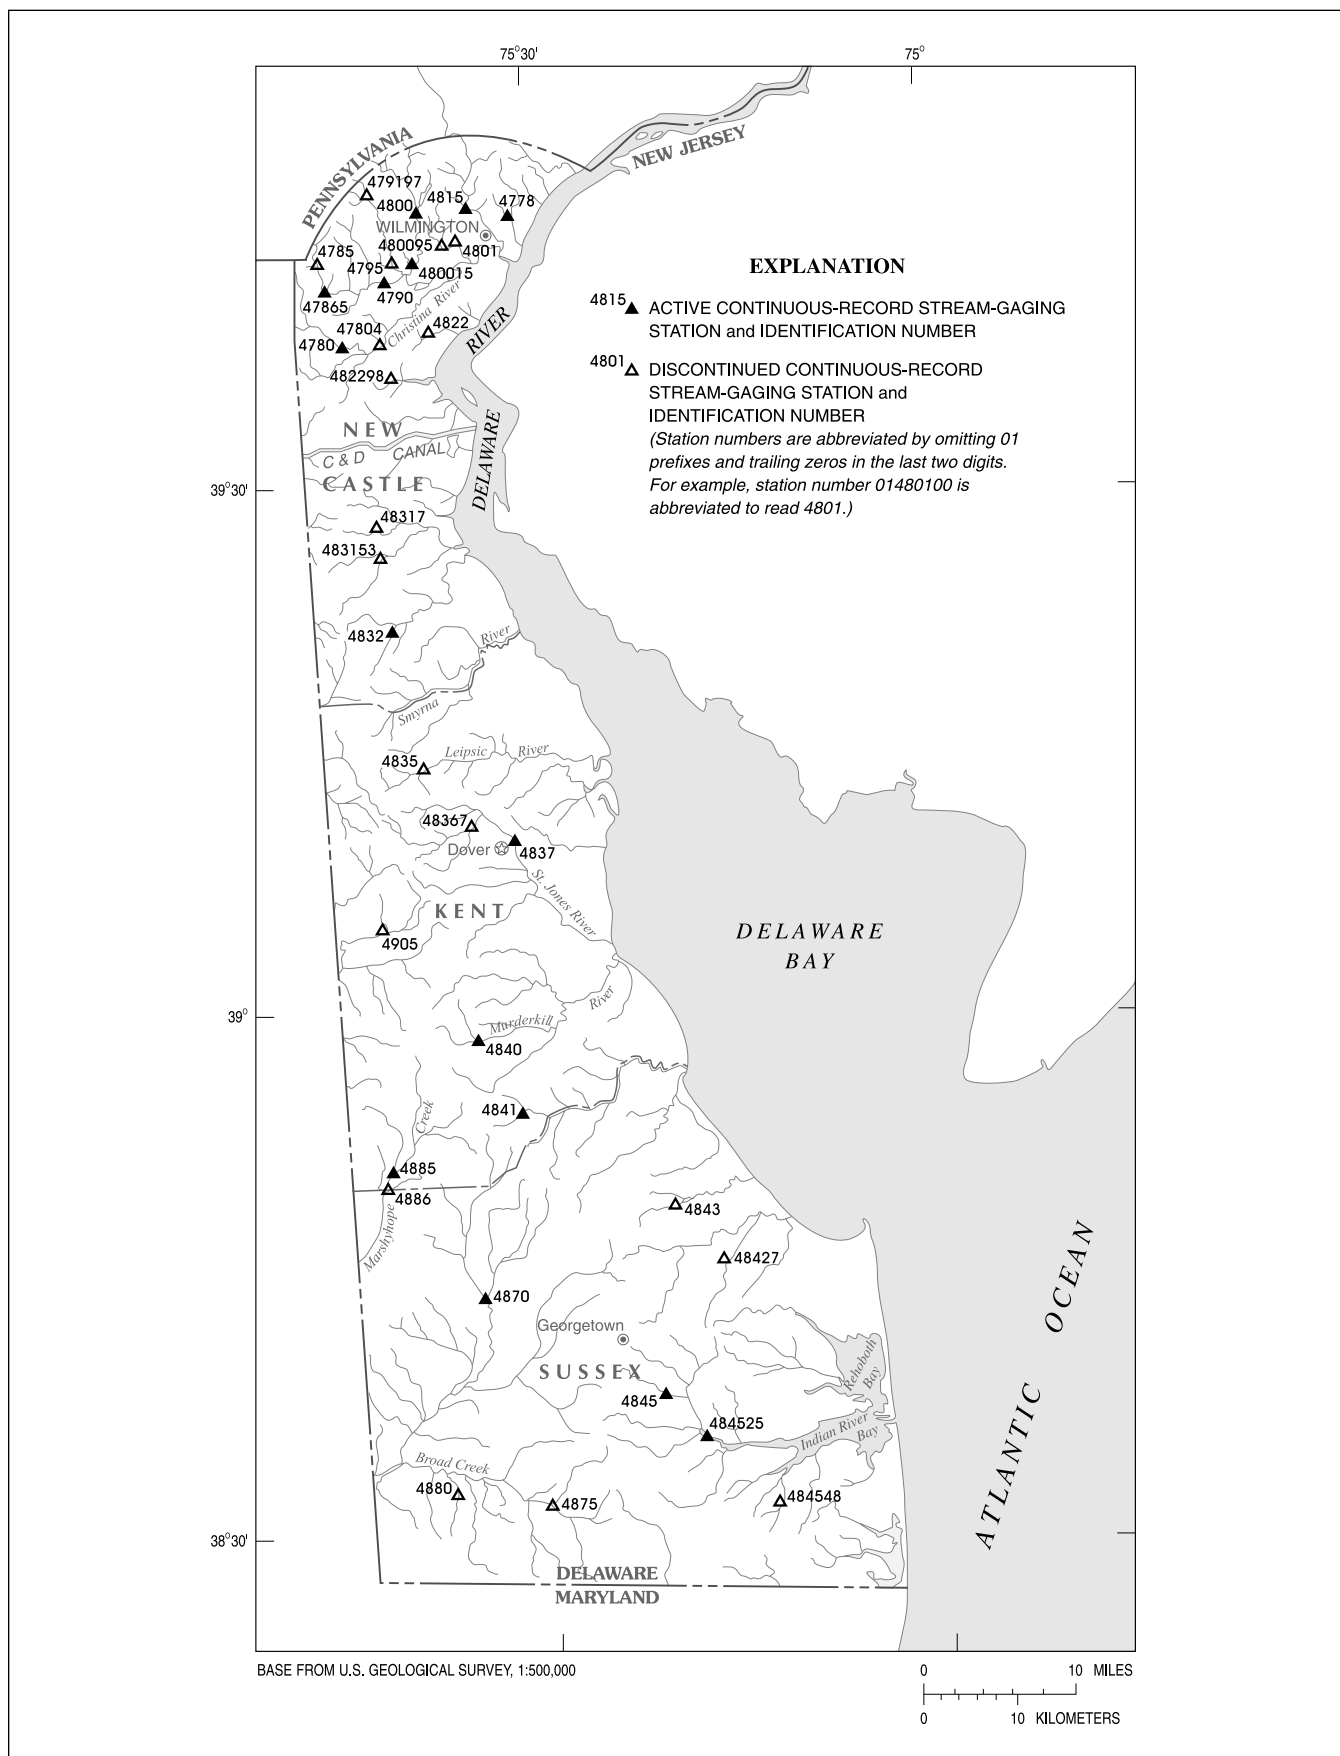 75°30'
75°
PENNSYLVANIA
NEW JERSEY
479197
4800
4815
4778
WILMINGTON
480095
4801
4785
4795
480015
4790
47865
Christina River
47804
4822
4780
RIVER
482298
DELAWARE
NEW
C & D CANAL
CASTLE
39°30'
48317
483153
4832
River
Smyrna
4835
Leipsic River
48367
Dover
4837
St. Jones River
KENT
4905
DELAWARE
BAY
39°
River
Murderkill
4840
4841
Creek
4885
4886
Marshyhope
4843
48427
4870
Georgetown
SUSSEX
Rehoboth
Bay
4845
484525
Indian River
Bay
Broad Creek
4880
4875
484548
38°30'
DELAWARE
MARYLAND
ATLANTIC OCEAN
EXPLANATION
4815 ACTIVE CONTINUOUS-RECORD STREAM-GAGING
STATION and IDENTIFICATION NUMBER
4801 DISCONTINUED CONTINUOUS-RECORD
STREAM-GAGING STATION and
IDENTIFICATION NUMBER
(Station numbers are abbreviated by omitting 01
prefixes and trailing zeros in the last two digits.
For example, station number 01480100 is
abbreviated to read 4801.)
BASE FROM U.S. GEOLOGICAL SURVEY, 1:500,000
0 10 MILES
0 10 KILOMETERS